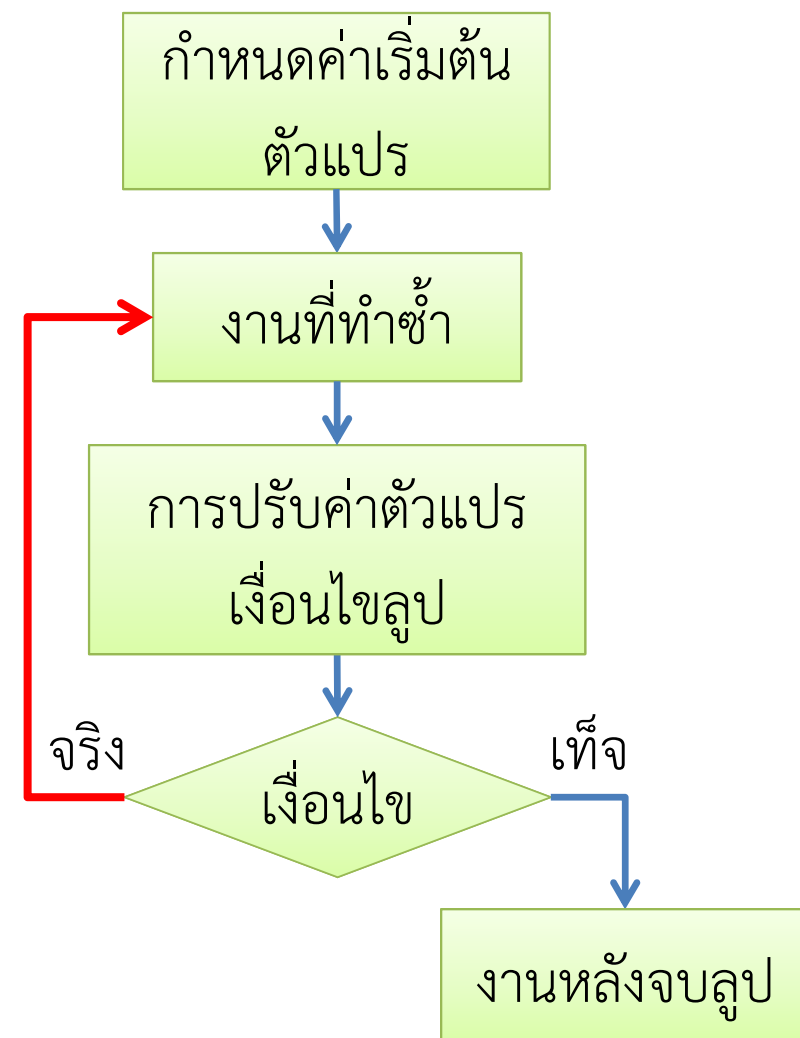 กำหนดค่าเริ่มต้น
ตัวแปร
งานที่ทำซ้ำ
การปรับค่าตัวแปร
เงื่อนไขลูป
จริง
เท็จ
เงื่อนไข
งานหลังจบลูป